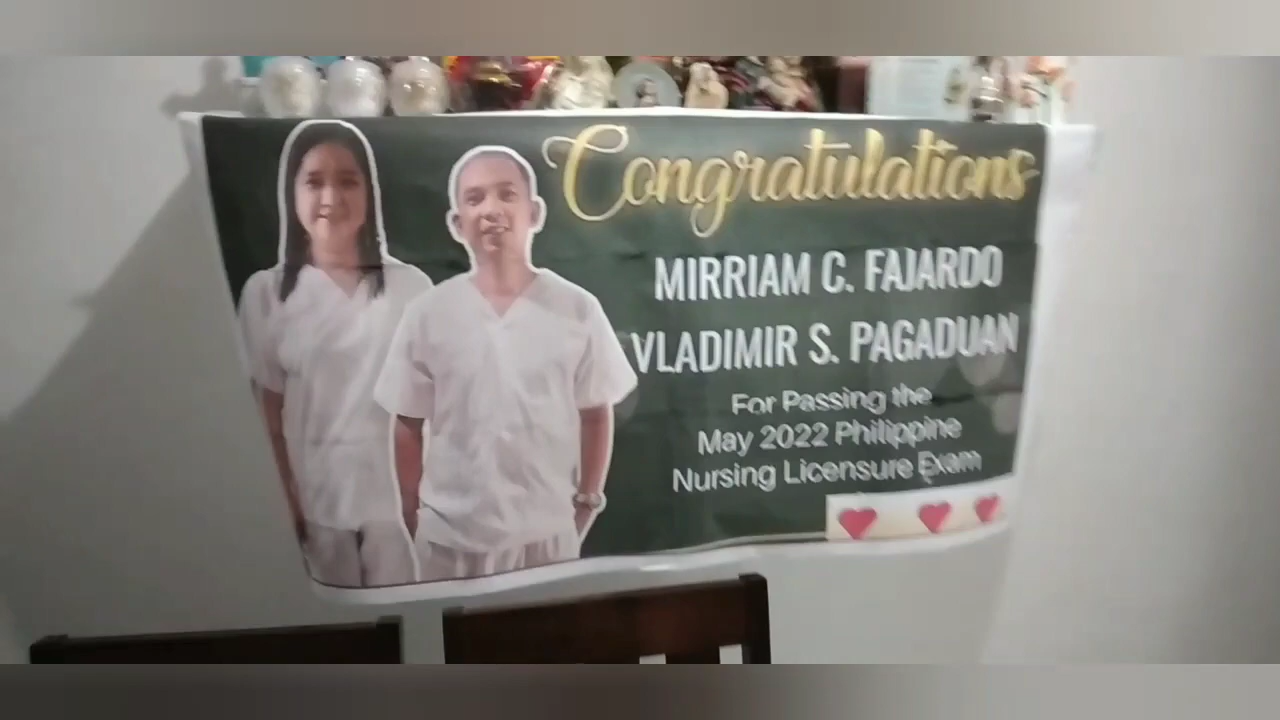 Congratulations
MIRRIAM C. FAJARDO
VLADIMIR S. PAGADUAN
For Passing the
May 2022 Philippine
Nursing Licensure Exam